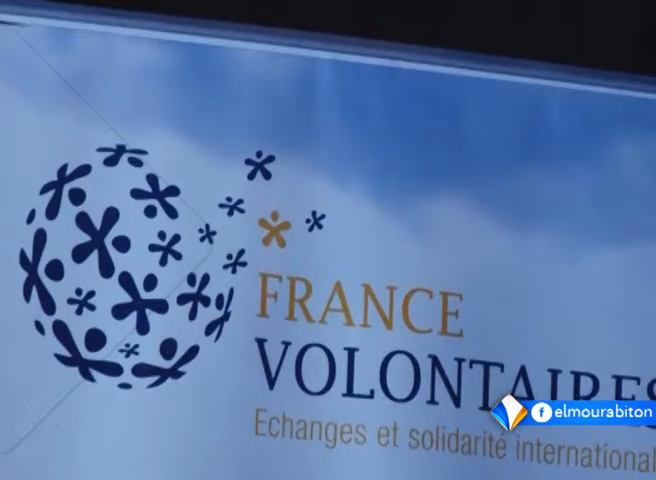 FRANCE
VOLONTAIRES
Echanges et solidarité international
elmourabiton